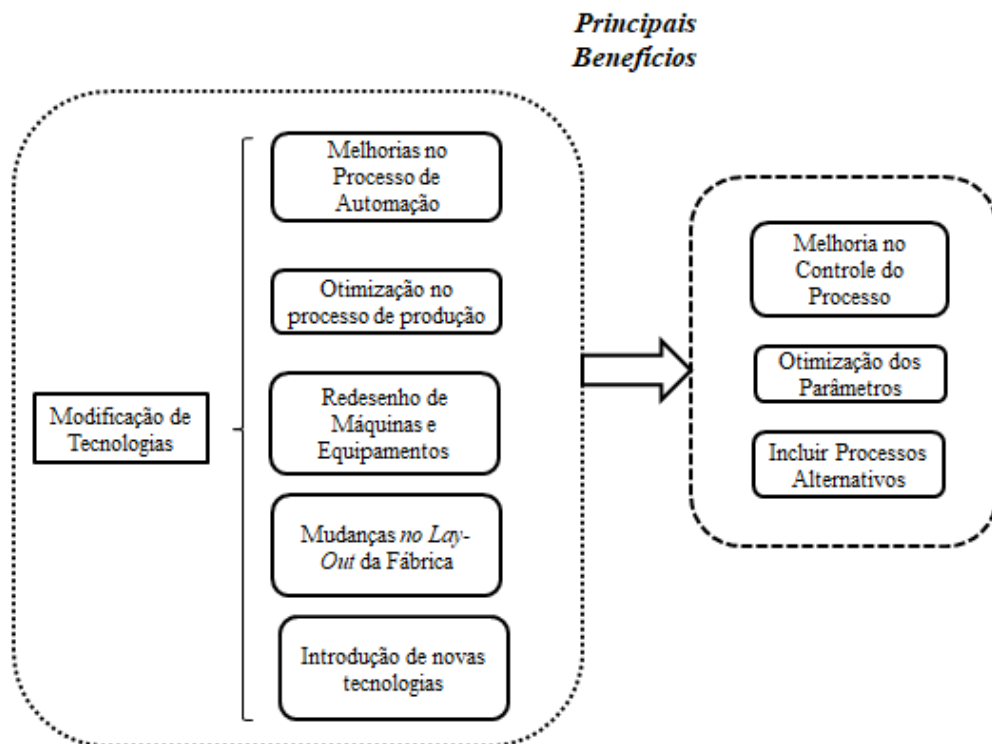 Principais
Benefícios
Melhorias no
Processo de
Automação
Otimização no
processo de produção
Redesenho de
Máquinas e
Equipamentos
Modificação de
Tecnologias
Mudanças no Lay-
Out da Fábrica
Introdução de novas
tecnologias
Melhoria no
Controle do
Processo
Otimização dos
Parâmetros
Incluir Processos
Alternativos